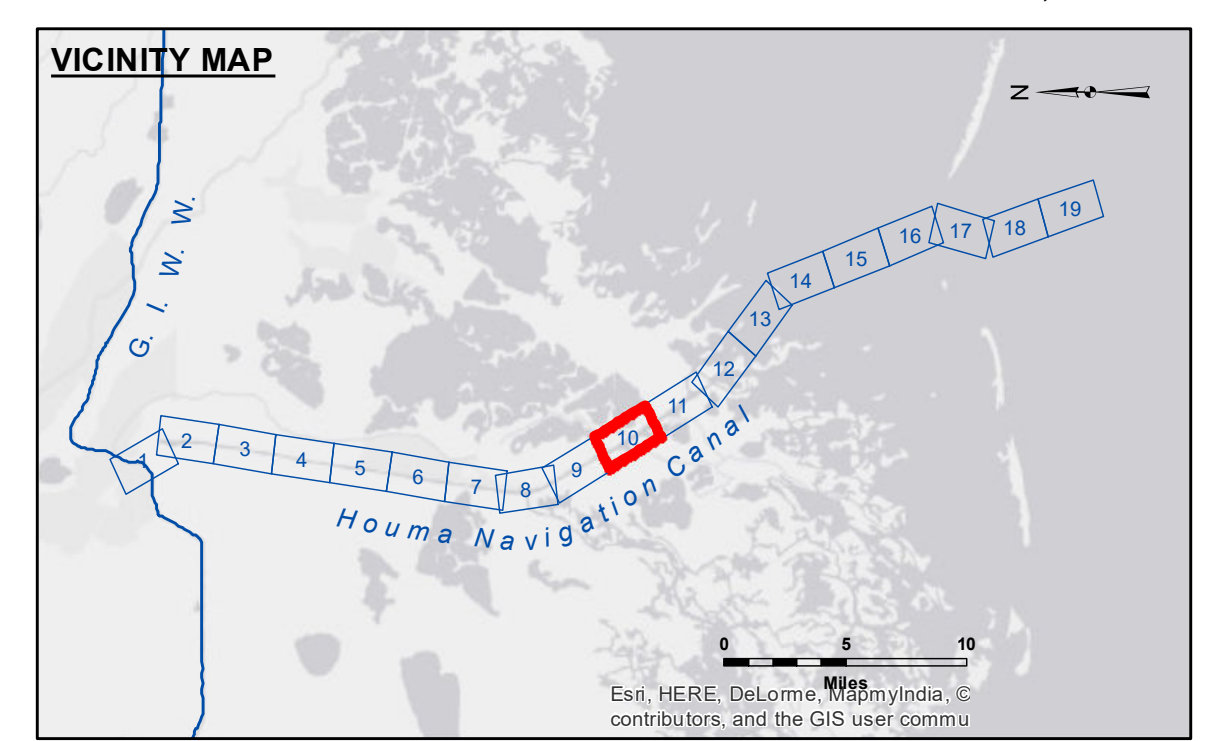 VICINITY MAP
N
G. I. W. W.
1
2
3
4
5
6
7
8
9
10
11
12
13
14
15
16
17
18
19
Houma Navigation Canal
0 5 10
Miles
Esri, HERE, DeLorme, MapmyIndia, ©
contributors, and the GIS user commu